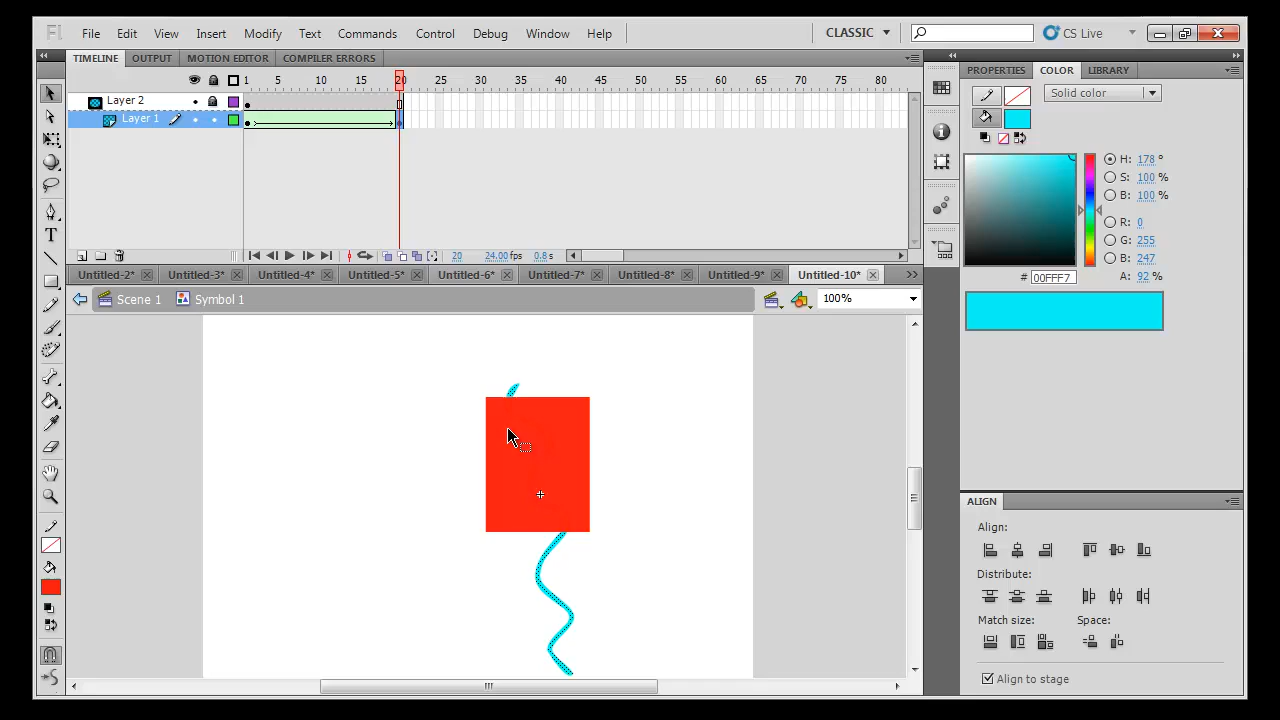 Fl File Edit View Insert Modify Text Commands Control Debug Window Help CLASSIC CS Live
TIMELINE OUTPUT MOTION EDITOR COMPILER ERRORS
1 5 10 15 20 25 30 35 40 45 50 55 60 65 70 75 80
Layer 2
Layer 1
20 24.00fps 0.8s
Untitled-2* Untitled-3* Untitled-4* Untitled-5* Untitled-6* Untitled-7* Untitled-8* Untitled-9* Untitled-10*
Scene 1 Symbol 1 100%
PROPERTIES COLOR LIBRARY
Solid color
H: 178 °
S: 100 %
B: 100 %
R: 0
G: 255
B: 247
# 00FFF7 A: 92 %
ALIGN
Align:
Distribute:
Match size: Space:
Align to stage